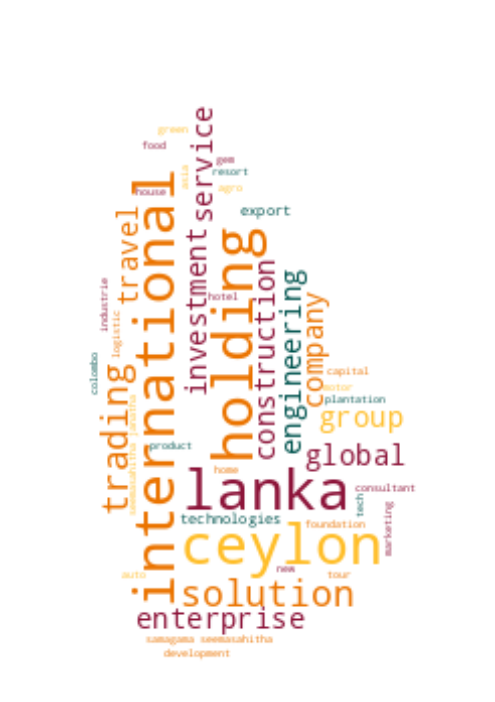 green
food
service
gem
resort
asia
house
agro
export
international
travel
investment
holding
construction
engineering
industrie
hotel
company
logistic
colombo
trading
capital
motor
plantation
seemasahitha janatha
group
product
global
home
lanka
consultant
tech
marketing
technologies
foundation
ceylon
new
auto
tour
solution
enterprise
samagama seemasahitha
development